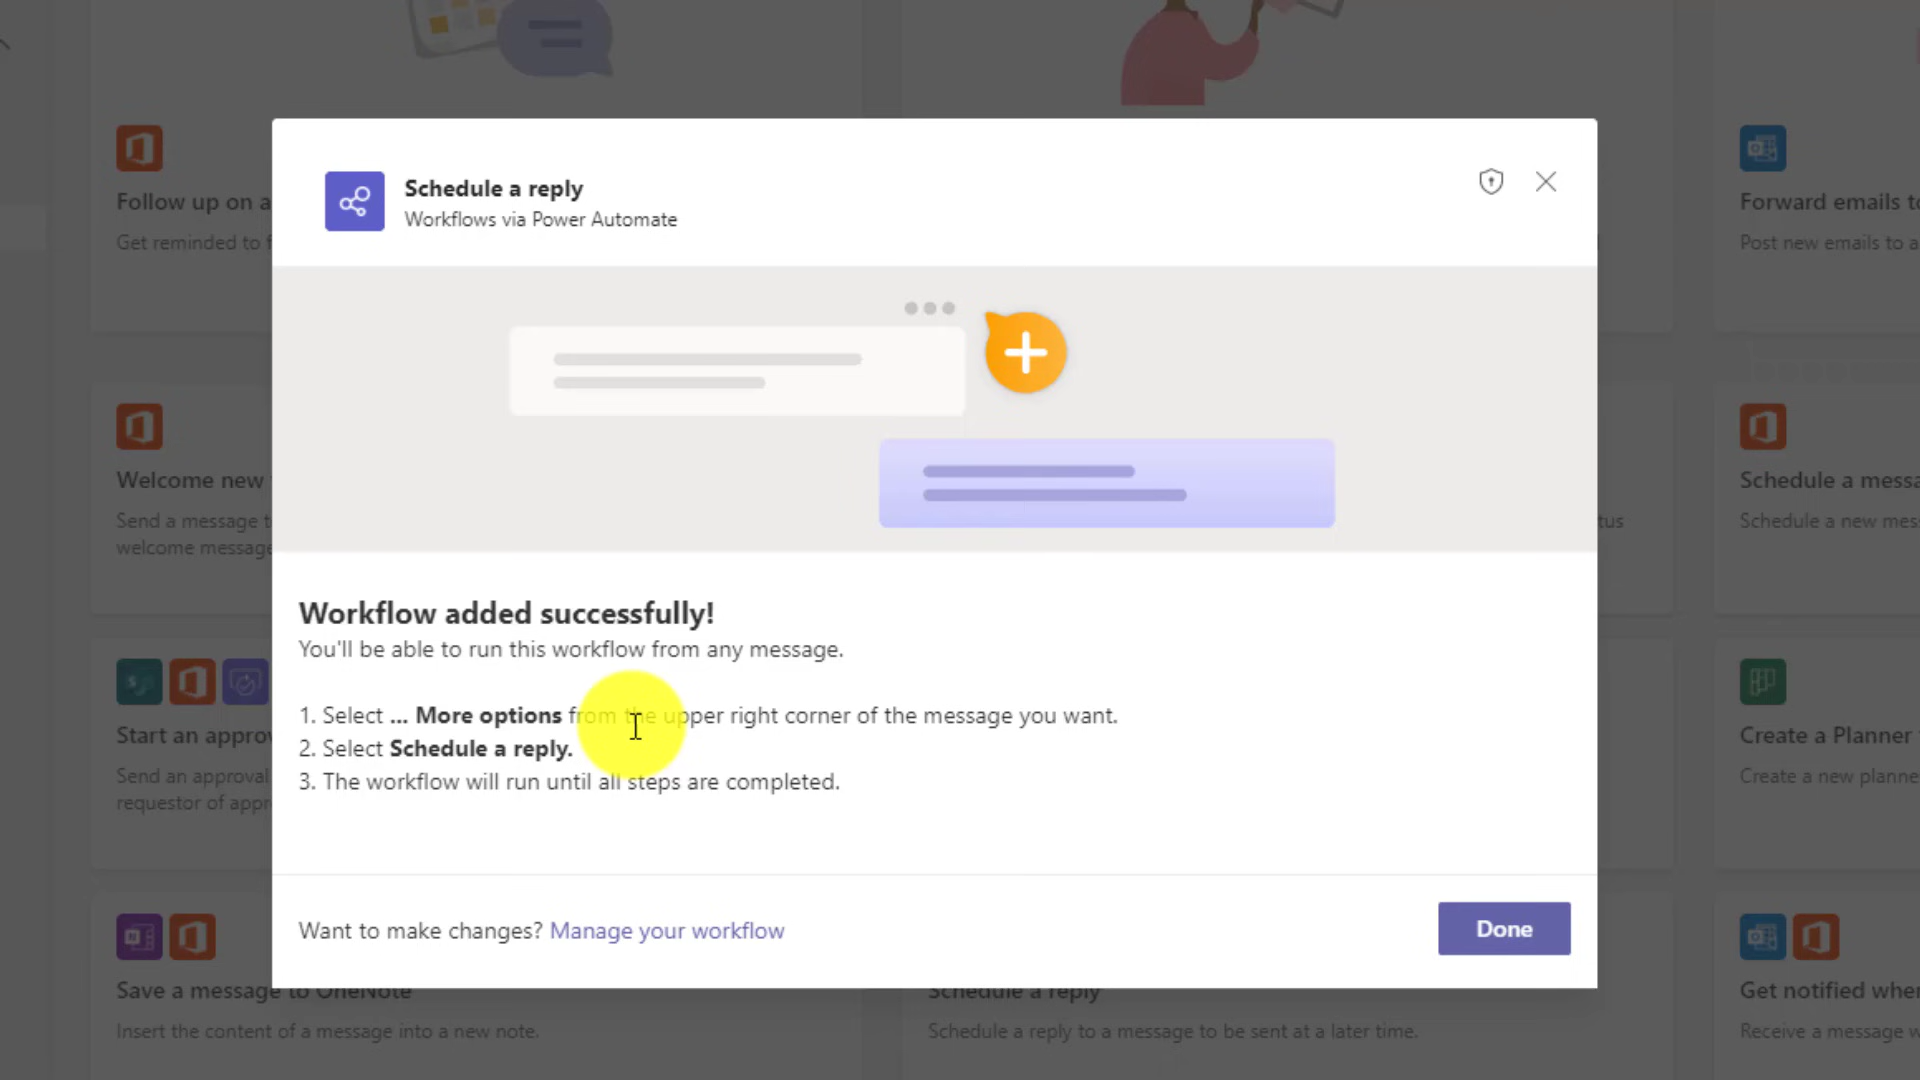 Schedule a reply
Workflows via Power Automate
Workflow added successfully!
You'll be able to run this workflow from any message.
1. Select ... More options from the upper right corner of the message you want.
2. Select Schedule a reply.
3. The workflow will run until all steps are completed.
Want to make changes? Manage your workflow
Done
Follow up on a
Get reminded to f
Forward emails to
Post new emails to a
Welcome new
Send a message t
welcome message
tus
Schedule a messa
Schedule a new mes
Start an approv
Send an approval
requestor of appr
Create a Planner
Create a new planne
Save a message to OneNote
Insert the content of a message into a new note.
Schedule a reply
Schedule a reply to a message to be sent at a later time.
Get notified wher
Receive a message w